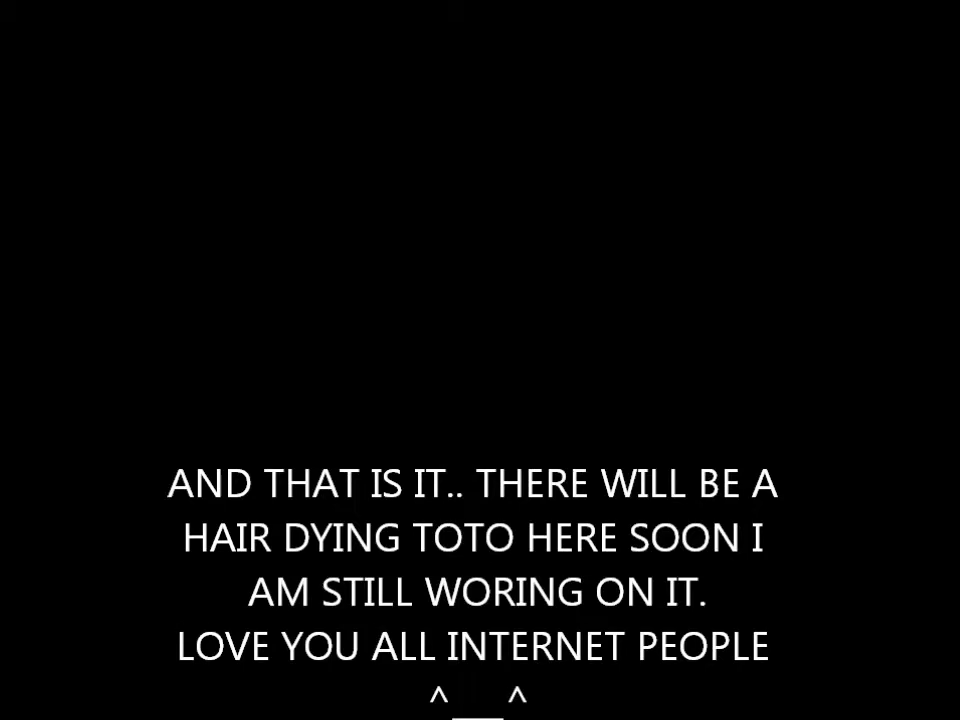 AND THAT IS IT.. THERE WILL BE A
HAIR DYING TOTO HERE SOON I
AM STILL WORING ON IT.
LOVE YOU ALL INTERNET PEOPLE
^___^